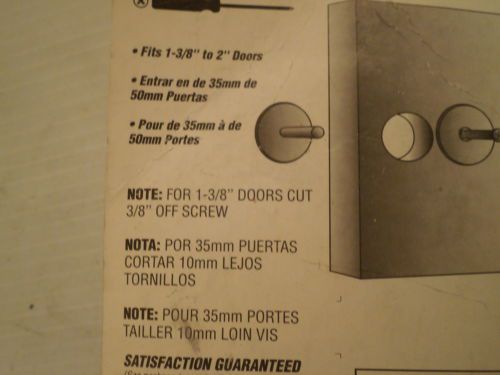 • Fits 1-3/8" to 2" Doors
• Entrar en de 35mm de
50mm Puertas
• Pour de 35mm à de
50mm Portes
NOTE: FOR 1-3/8" DOORS CUT
3/8" OFF SCREW
NOTA: POR 35mm PUERTAS
CORTAR 10mm LEJOS
TORNILLOS
NOTE: POUR 35mm PORTES
TAILLER 10mm LOIN VIS
SATISFACTION GUARANTEED